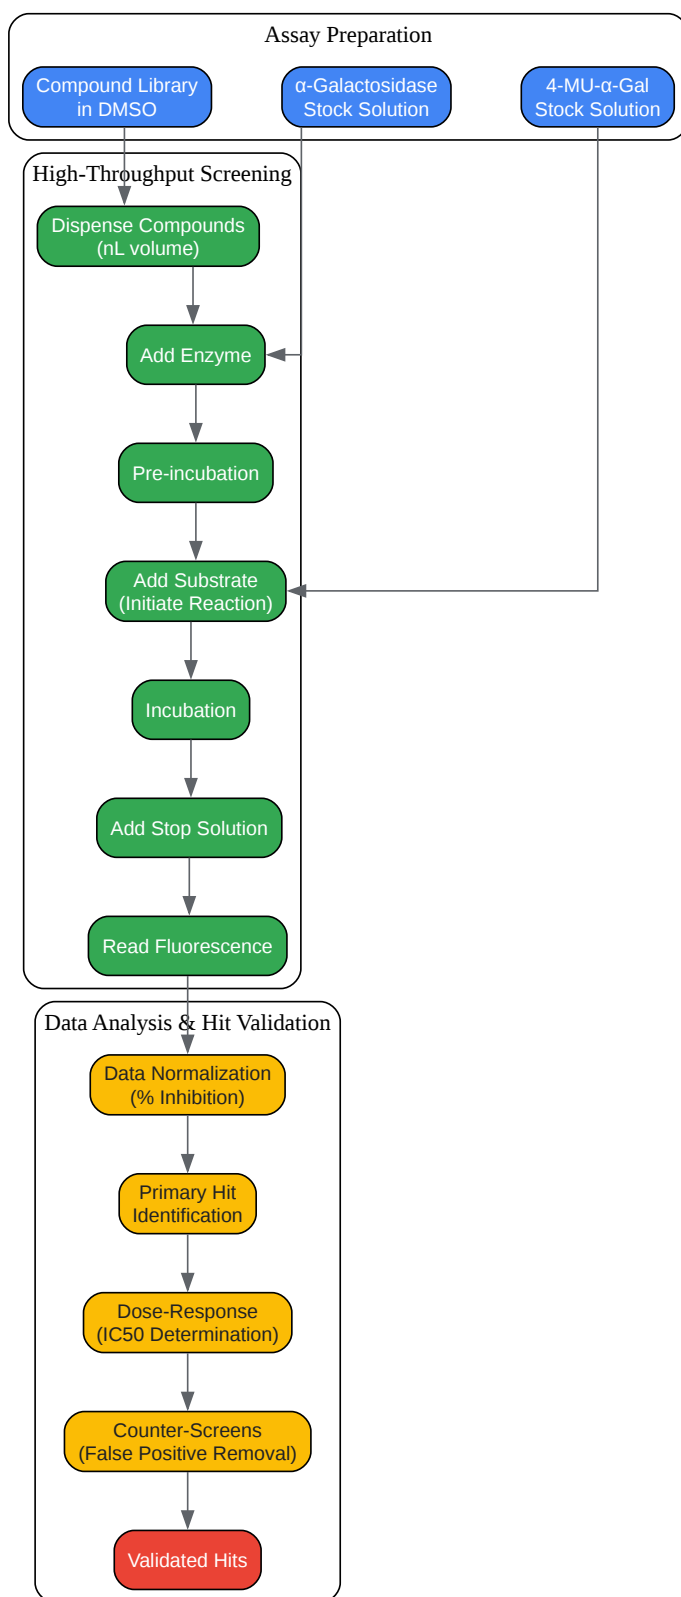 Assay Preparation
Compound Library
in DMSO
α-Galactosidase
Stock Solution
4-MU-α-Gal
Stock Solution
High-Throughput Screening
Dispense Compounds
(nL volume)
Add Enzyme
Pre-incubation
Add Substrate
(Initiate Reaction)
Incubation
Add Stop Solution
Read Fluorescence
Data Analysis & Hit Validation
Data Normalization
(% Inhibition)
Primary Hit
Identification
Dose-Response
(IC50 Determination)
Counter-Screens
(False Positive Removal)
Validated Hits